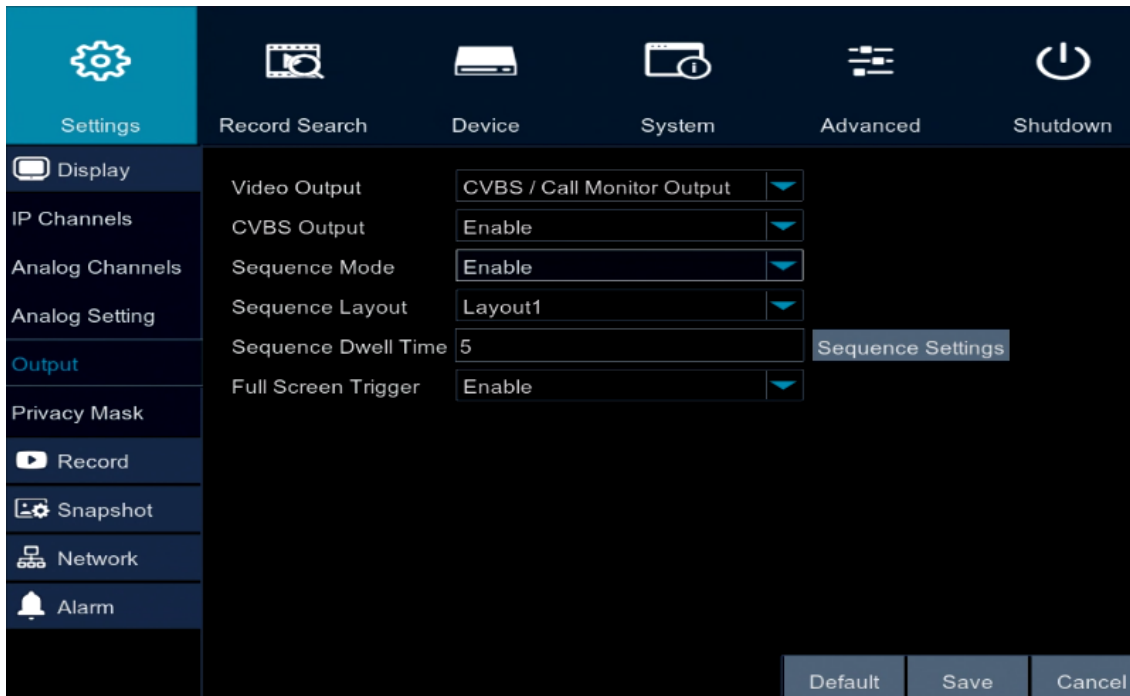 Settings Record Search Device System Advanced Shutdown
Display
IP Channels
Analog Channels
Analog Setting
Output
Privacy Mask
Record
Snapshot
Network
Alarm
Video Output CVBS / Call Monitor Output
CVBS Output Enable
Sequence Mode Enable
Sequence Layout Layout1
Sequence Dwell Time 5 Sequence Settings
Full Screen Trigger Enable
Default Save Cancel